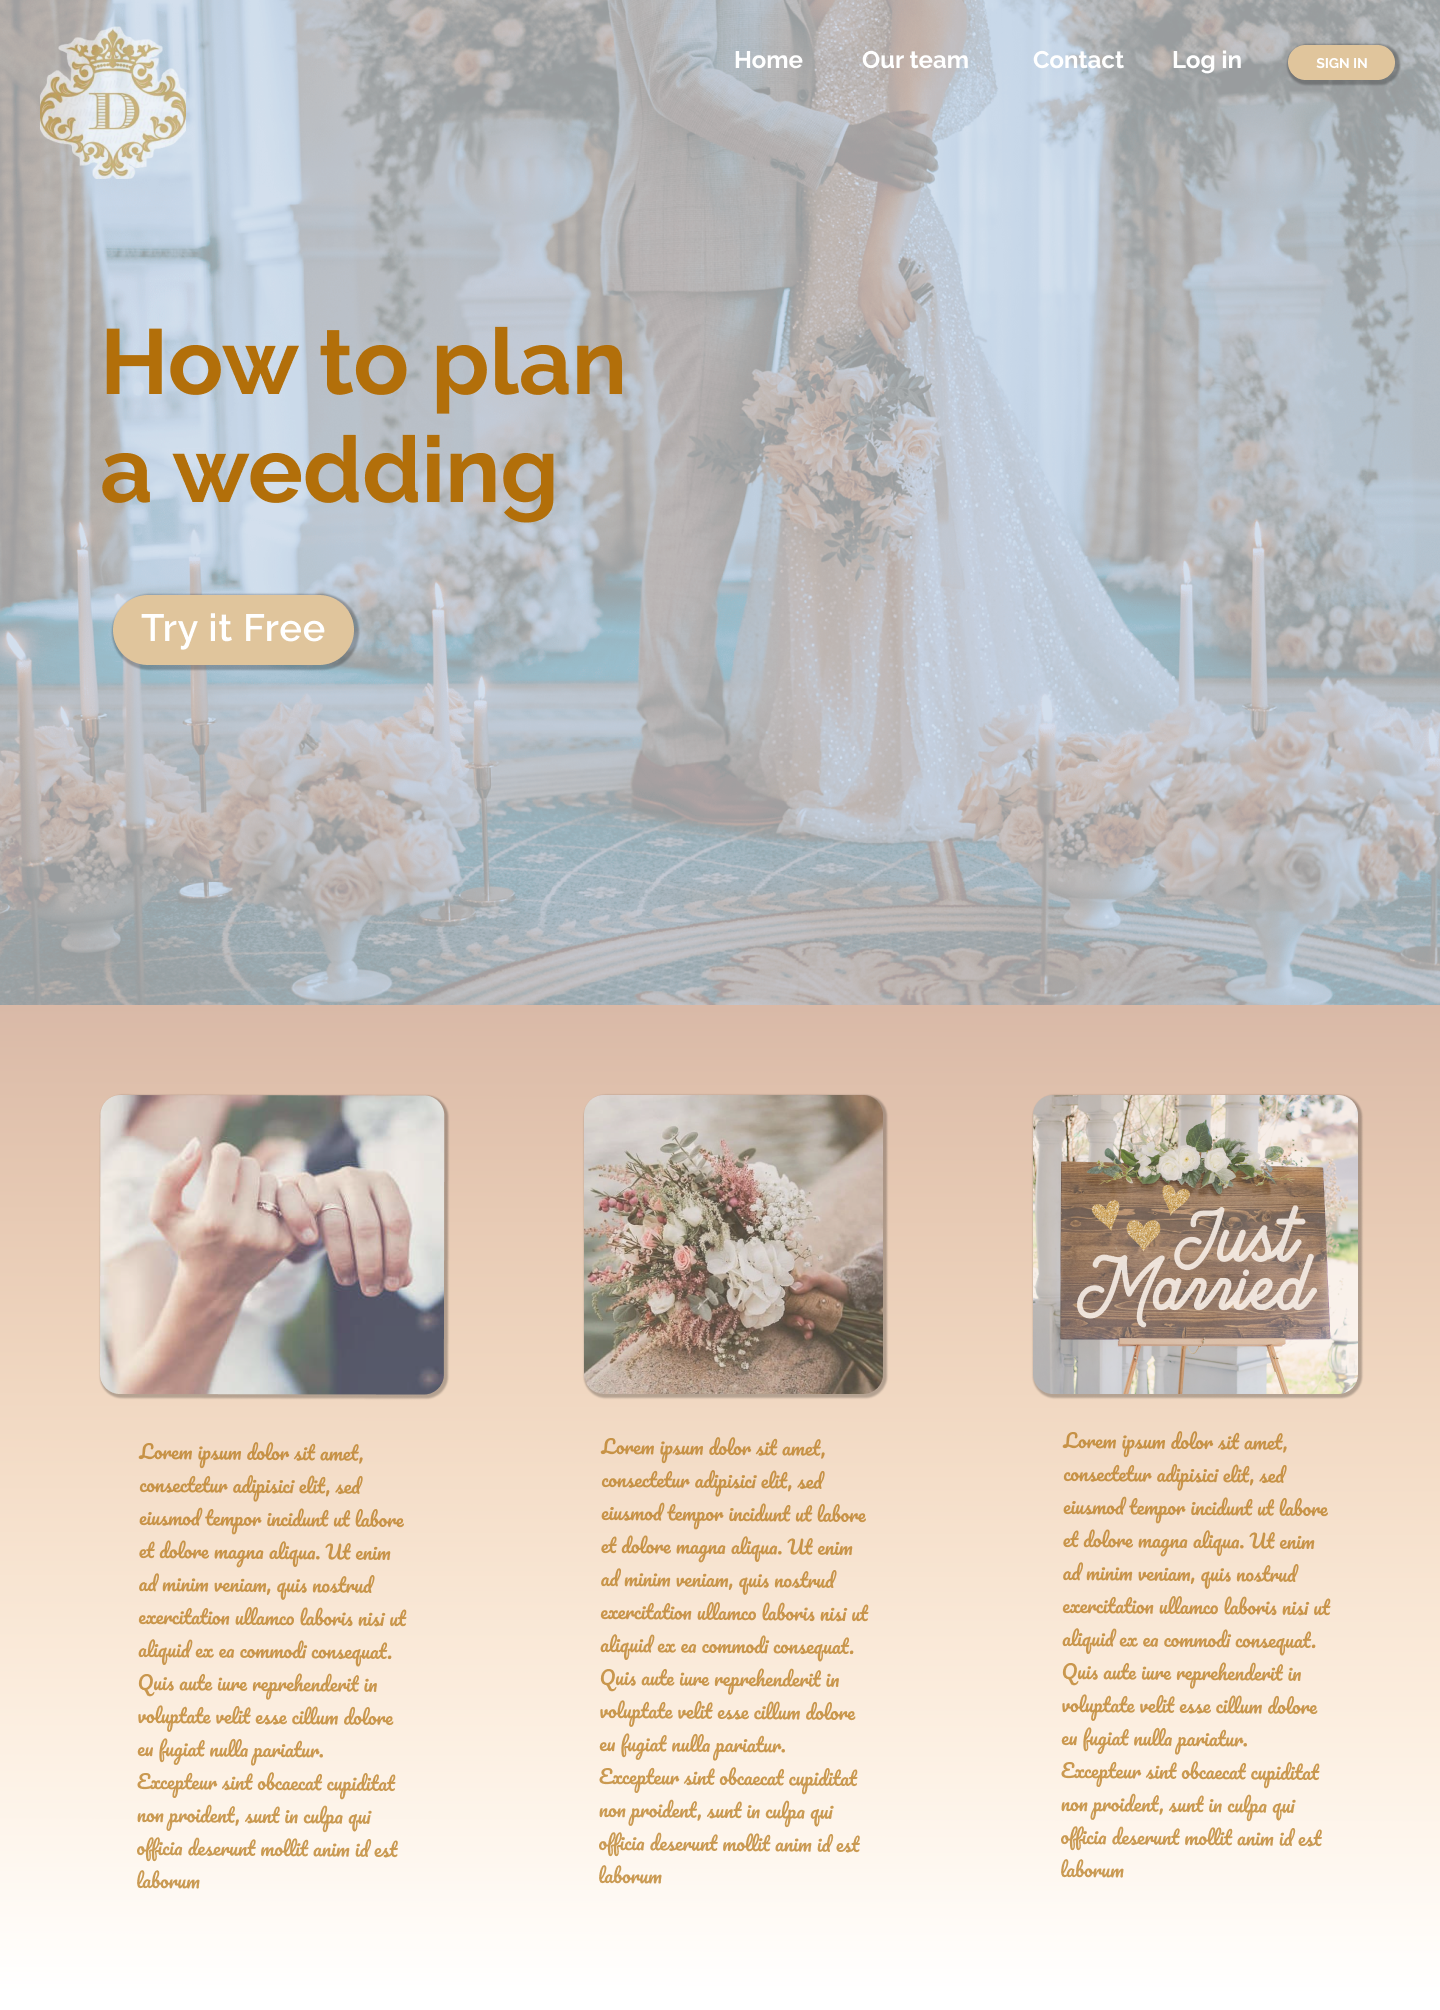 D
Home Our team Contact Log in SIGN IN
How to plan
a wedding
Try it Free
Just
Married
Lorem ipsum dolor sit amet,
consectetur adipisici elit, sed
eiusmod tempor incidunt ut labore
et dolore magna aliqua. Ut enim
ad minim veniam, quis nostrud
exercitation ullamco laboris nisi ut
aliquid ex ea commodi consequat.
Quis aute iure reprehenderit in
voluptate velit esse cillum dolore
eu fugiat nulla pariatur.
Excepteur sint obcaecat cupiditat
non proident, sunt in culpa qui
officia deserunt mollit anim id est
laborum
Lorem ipsum dolor sit amet,
consectetur adipisici elit, sed
eiusmod tempor incidunt ut labore
et dolore magna aliqua. Ut enim
ad minim veniam, quis nostrud
exercitation ullamco laboris nisi ut
aliquid ex ea commodi consequat.
Quis aute iure reprehenderit in
voluptate velit esse cillum dolore
eu fugiat nulla pariatur.
Excepteur sint obcaecat cupiditat
non proident, sunt in culpa qui
officia deserunt mollit anim id est
laborum
Lorem ipsum dolor sit amet,
consectetur adipisici elit, sed
eiusmod tempor incidunt ut labore
et dolore magna aliqua. Ut enim
ad minim veniam, quis nostrud
exercitation ullamco laboris nisi ut
aliquid ex ea commodi consequat.
Quis aute iure reprehenderit in
voluptate velit esse cillum dolore
eu fugiat nulla pariatur.
Excepteur sint obcaecat cupiditat
non proident, sunt in culpa qui
officia deserunt mollit anim id est
laborum